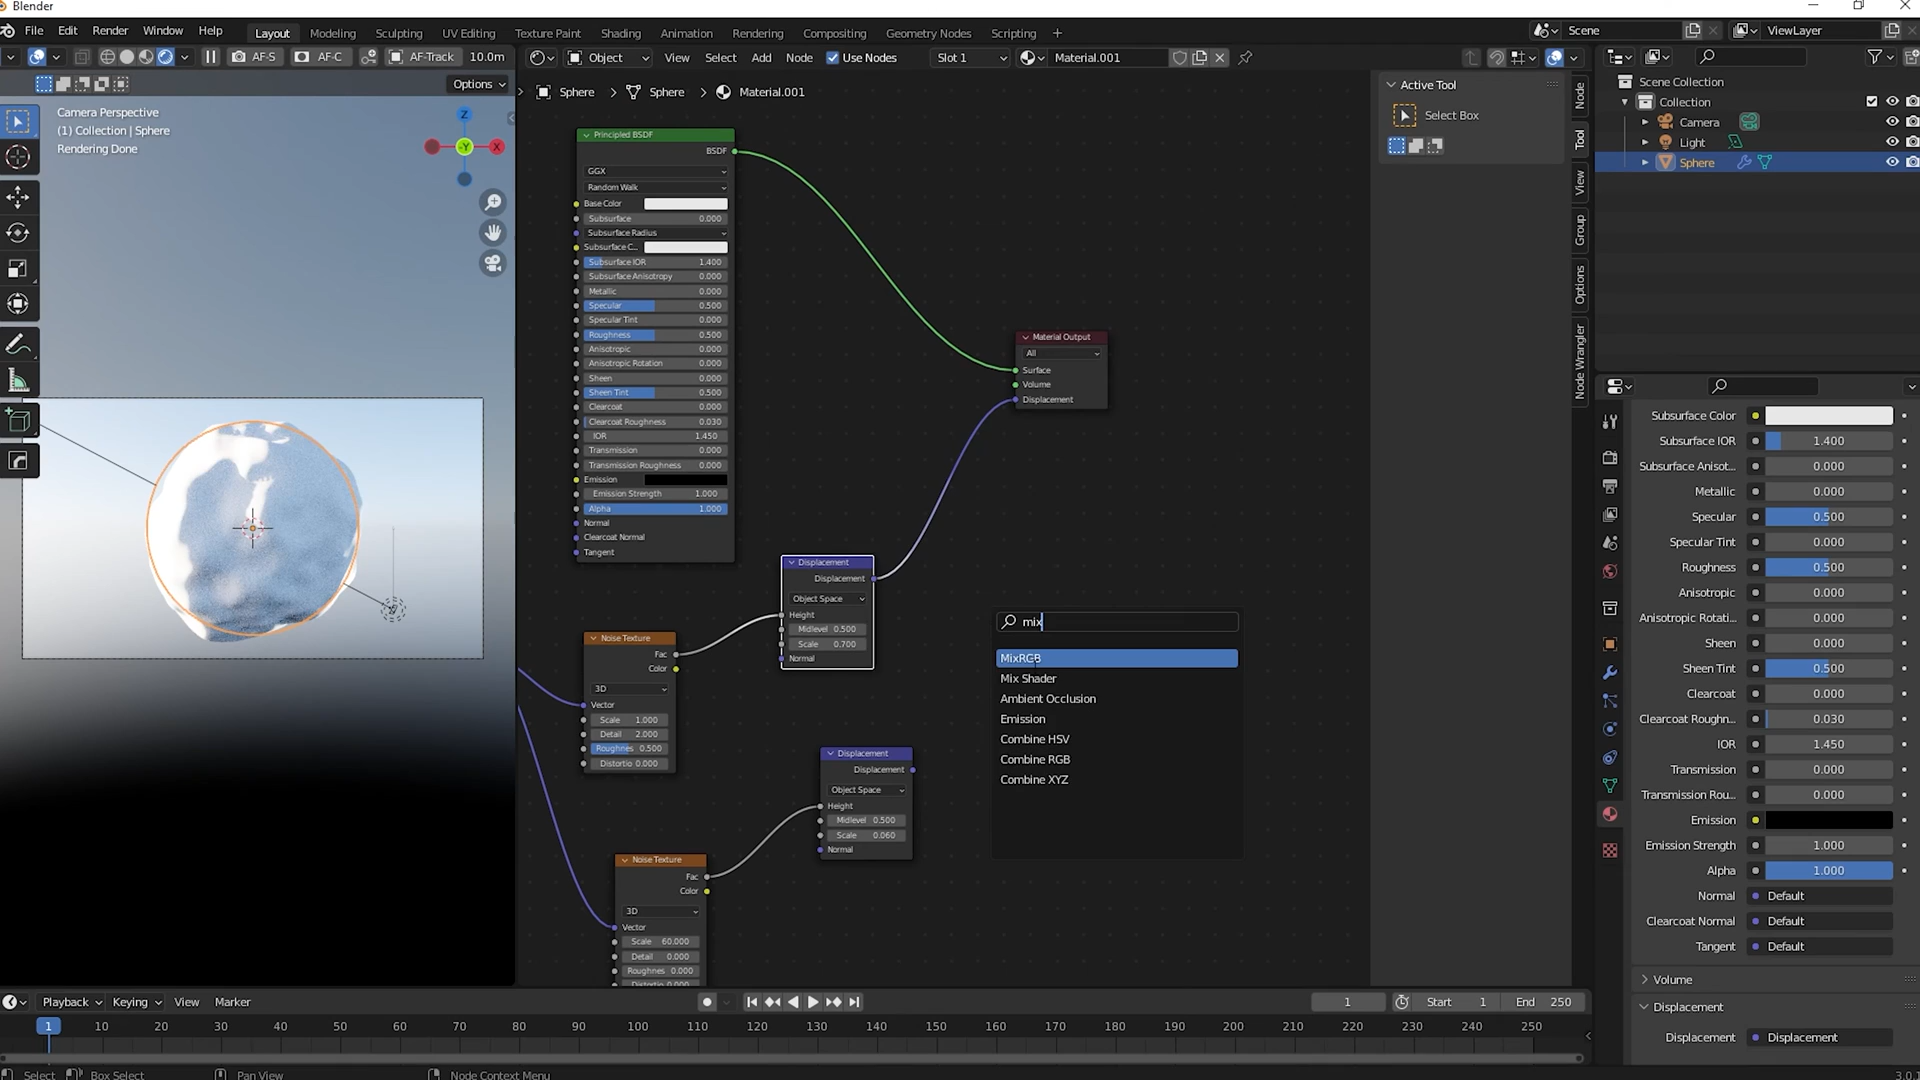 Blender
File Edit Render Window Help Layout Modeling Sculpting UV Editing Texture Paint Shading Animation Rendering Compositing Geometry Nodes Scripting + Scene ViewLayer
AF-S AF-C AF-Track 10.0m Object View Select Add Node Use Nodes Slot 1 Material.001
Options
Sphere > Sphere > Material.001
Camera Perspective
(1) Collection | Sphere
Rendering Done
Z
Y
X
Principled BSDF
BSDF
GGX
Random Walk
Base Color
Subsurface 0.000
Subsurface Radius
Subsurface C...
Subsurface IOR 1.400
Subsurface Anisotropy 0.000
Metallic 0.000
Specular 0.500
Specular Tint 0.000
Roughness 0.500
Anisotropic 0.000
Anisotropic Rotation 0.000
Sheen 0.000
Sheen Tint 0.500
Clearcoat 0.000
Clearcoat Roughness 0.030
IOR 1.450
Transmission 0.000
Transmission Roughness 0.000
Emission
Emission Strength 1.000
Alpha 1.000
Normal
Clearcoat Normal
Tangent
Material Output
All
Surface
Volume
Displacement
Displacement
Displacement
Object Space
Height
Midlevel 0.500
Scale 0.700
Normal
Noise Texture
Fac
Color
3D
Vector
Scale 1.000
Detail 2.000
Roughnes 0.500
Distortio 0.000
Displacement
Displacement
Object Space
Height
Midlevel 0.500
Scale 0.060
Normal
Noise Texture
Fac
Color
3D
Vector
Scale 60.000
Detail 0.000
Roughnes 0.000
Distortio 0.000
mix
MixRGB
Mix Shader
Ambient Occlusion
Emission
Combine HSV
Combine RGB
Combine XYZ
Active Tool
Select Box
Node
Tool
View
Group
Options
Node Wrangler
Scene Collection
Collection
Camera
Light
Sphere
Subsurface Color
Subsurface IOR 1.400
Subsurface Anisot... 0.000
Metallic 0.000
Specular 0.500
Specular Tint 0.000
Roughness 0.500
Anisotropic 0.000
Anisotropic Rotati... 0.000
Sheen 0.000
Sheen Tint 0.500
Clearcoat 0.000
Clearcoat Roughn... 0.030
IOR 1.450
Transmission 0.000
Transmission Rou... 0.000
Emission
Emission Strength 1.000
Alpha 1.000
Normal Default
Clearcoat Normal Default
Tangent Default
Volume
Displacement
Displacement Displacement
Playback Keying View Marker 1 Start 1 End 250
1 10 20 30 40 50 60 70 80 90 100 110 120 130 140 150 160 170 180 190 200 210 220 230 240 250
Select Box Select Pan View Node Context Menu 3.0.1